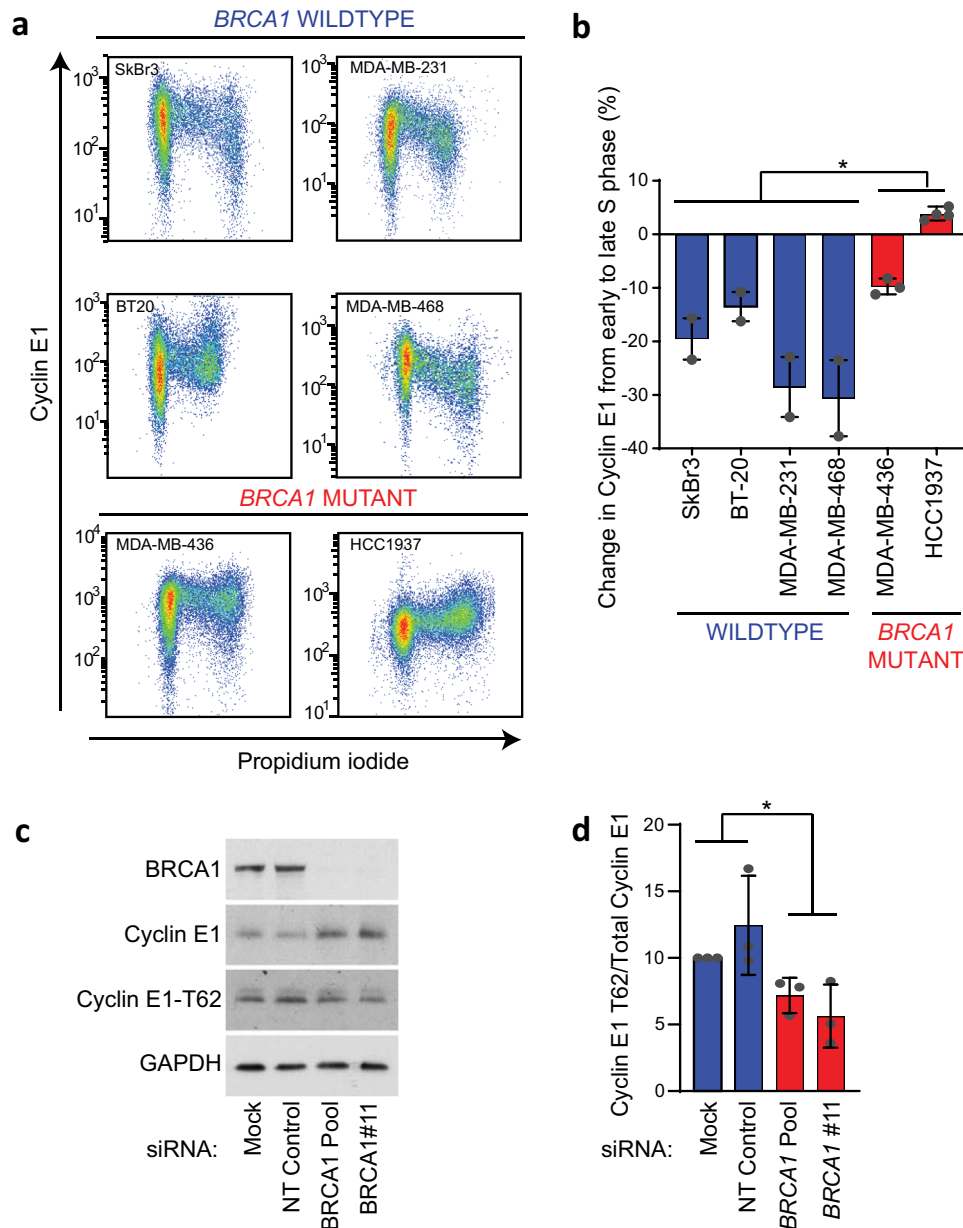 a
BRCA1 WILDTYPE
Cyclin E1
SkBr3
10³
10²
10¹
MDA-MB-231
10³
10²
10¹
BT20
10³
10²
10¹
MDA-MB-468
10³
10²
10¹
BRCA1 MUTANT
MDA-MB-436
10⁴
10³
10²
HCC1937
10⁴
10³
10²
10¹
Propidium iodide
b
Change in Cyclin E1 from early to late S phase (%)
*
10
0
-10
-20
-30
-40
SkBr3
BT-20
MDA-MB-231
MDA-MB-468
MDA-MB-436
HCC1937
WILDTYPE
BRCA1
MUTANT
c
BRCA1
Cyclin E1
Cyclin E1-T62
GAPDH
siRNA:
Mock
NT Control
BRCA1 Pool
BRCA1#11
d
Cyclin E1 T62/Total Cyclin E1
*
20
15
10
5
0
siRNA:
Mock
NT Control
BRCA1 Pool
BRCA1 #11